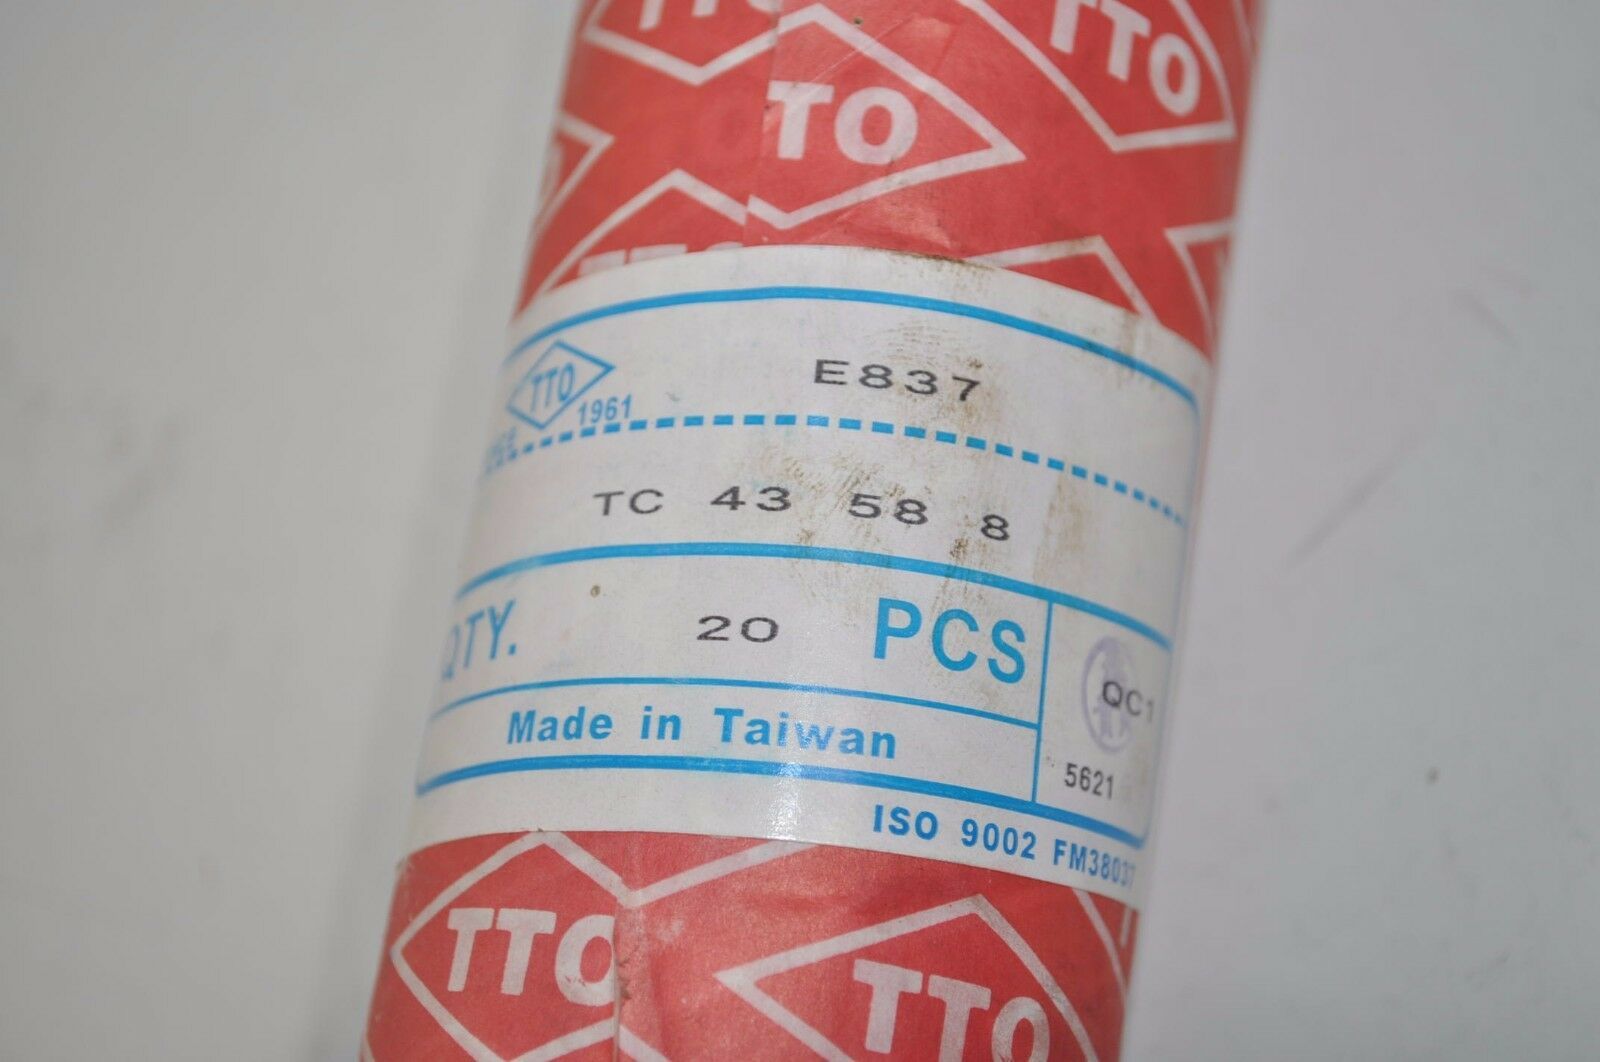 TTO
TO
TTO
E837
1961
TC 43 58 8
QTY. 20 PCS
QC1
Made in Taiwan
5621
ISO 9002 FM38037
TTO
TTO